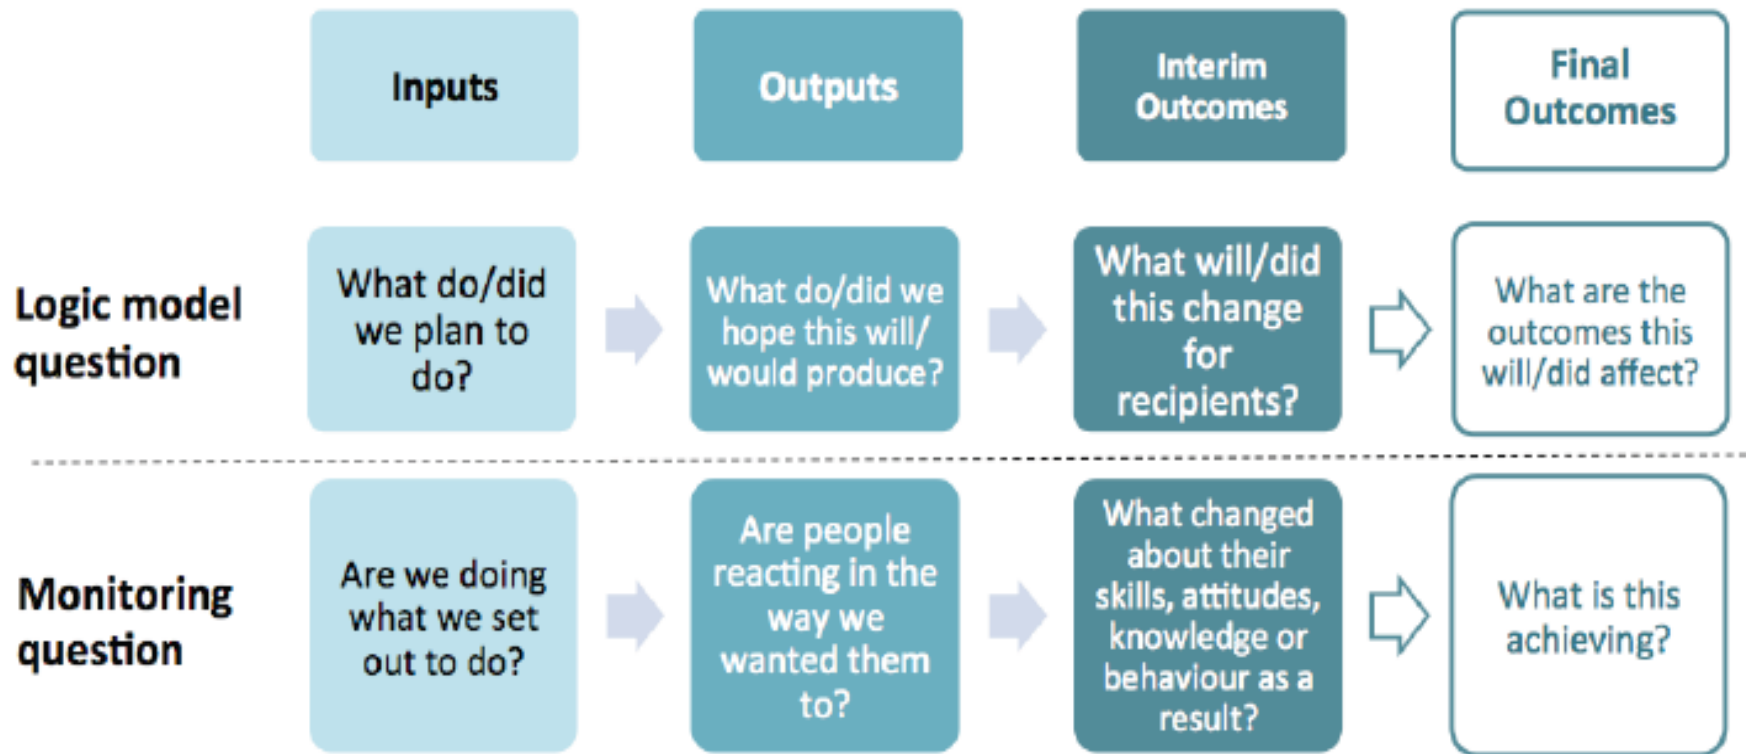 Inputs
Outputs
Interim
Outcomes
Final
Outcomes
Logic model
question
What do/did
we plan to
do?
What do/did we
hope this will/
would produce?
What will/did
this change
for
recipients?
What are the
outcomes this
will/did affect?
Monitoring
question
Are we doing
what we set
out to do?
Are people
reacting in the
way we
wanted them
to?
What changed
about their
skills, attitudes,
knowledge or
behaviour as a
result?
What is this
achieving?